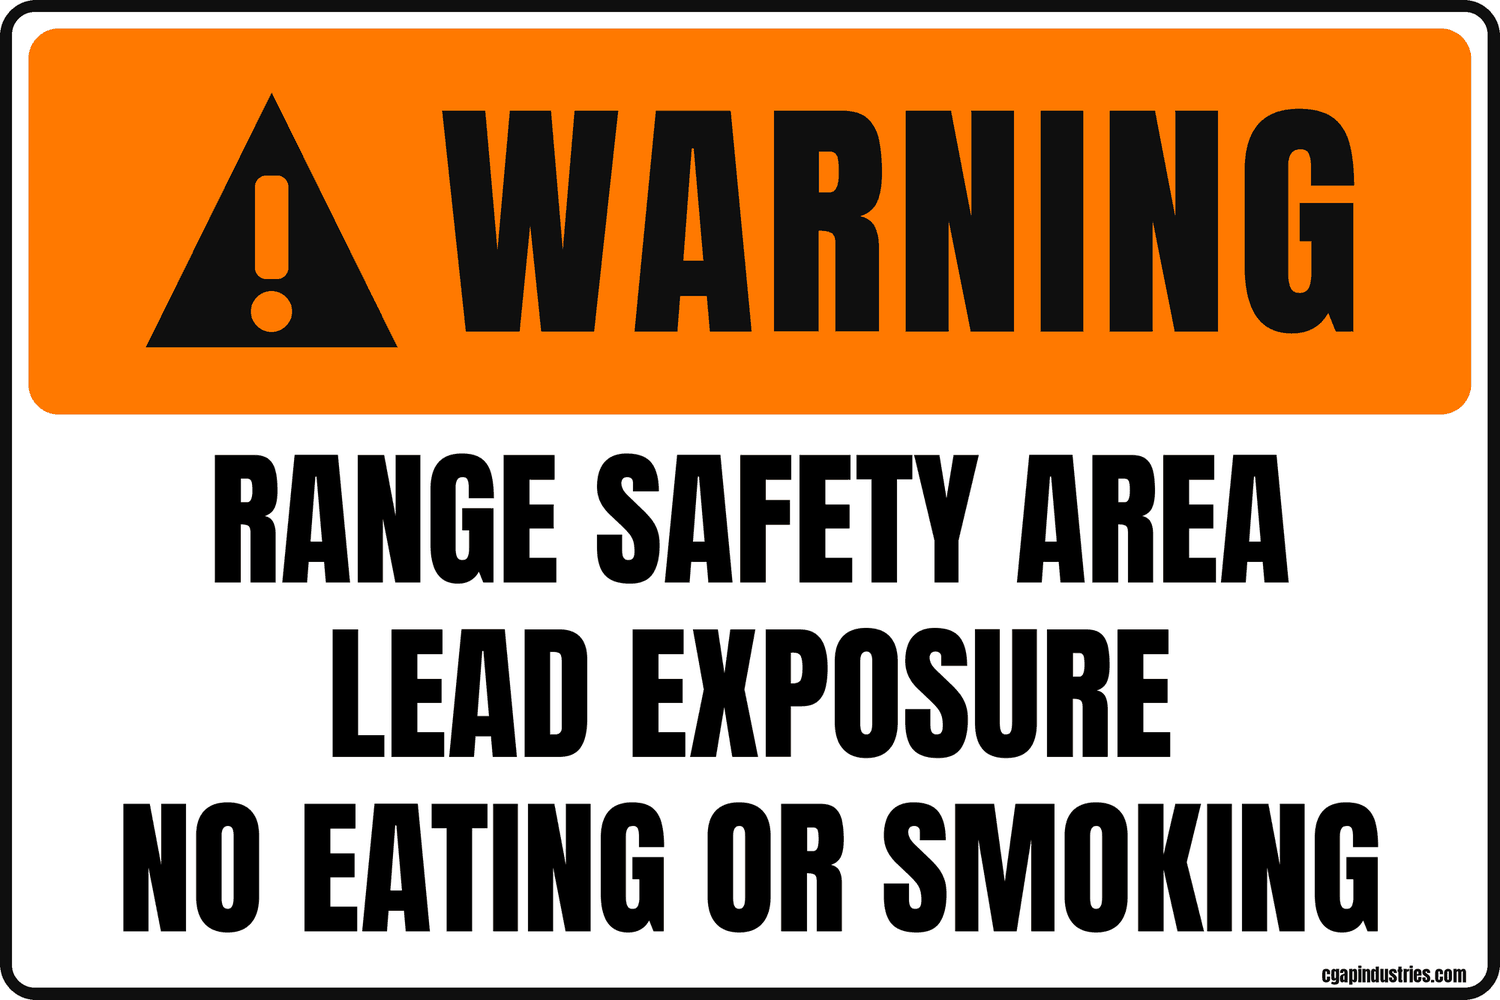 WARNING
RANGE SAFETY AREA
LEAD EXPOSURE
NO EATING OR SMOKING
cgapindustries.com